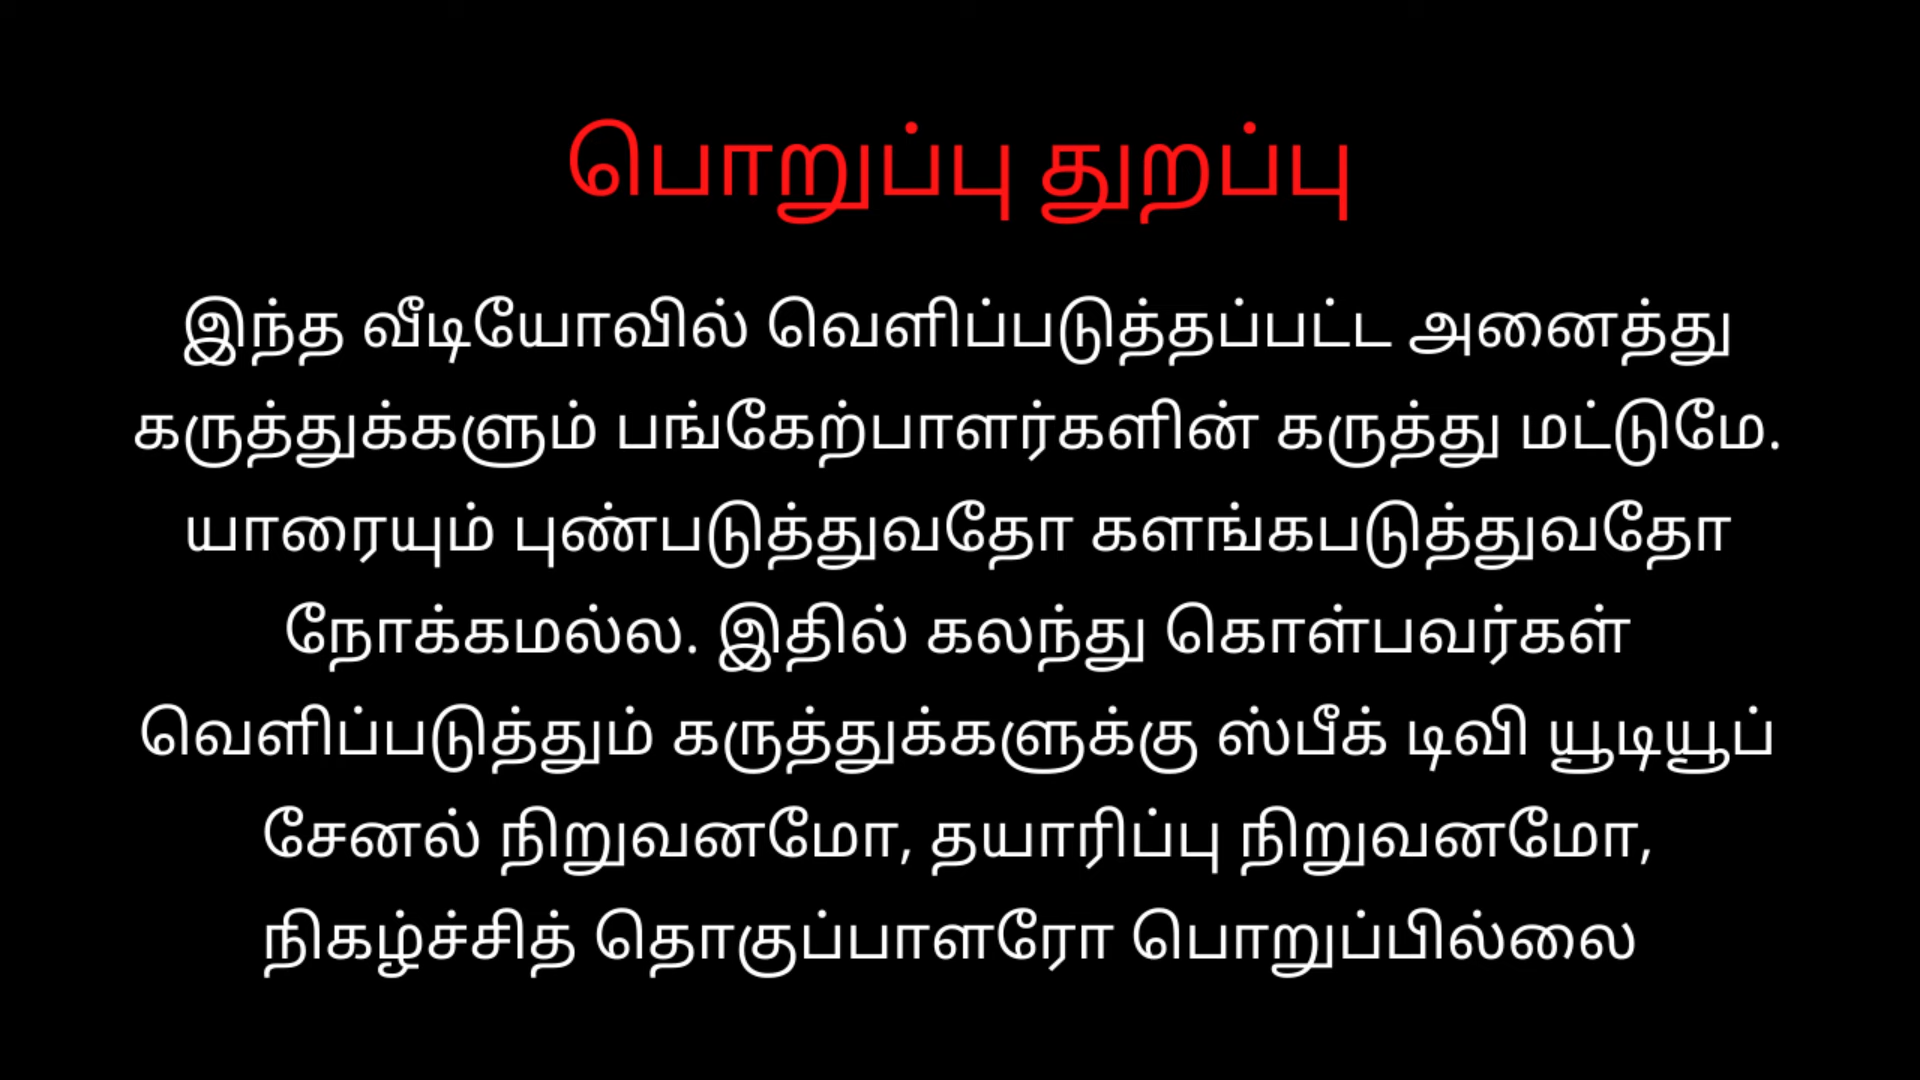 பொறுப்பு துறப்பு
இந்த வீடியோவில் வெளிப்படுத்தப்பட்ட அனைத்து
கருத்துக்களும் பங்கேற்பாளர்களின் கருத்து மட்டுமே.
யாரையும் புண்படுத்துவதோ களங்கபடுத்துவதோ
நோக்கமல்ல. இதில் கலந்து கொள்பவர்கள்
வெளிப்படுத்தும் கருத்துக்களுக்கு ஸ்பீக் டிவி யூடியூப்
சேனல் நிறுவனமோ, தயாரிப்பு நிறுவனமோ,
நிகழ்ச்சித் தொகுப்பாளரோ பொறுப்பில்லை